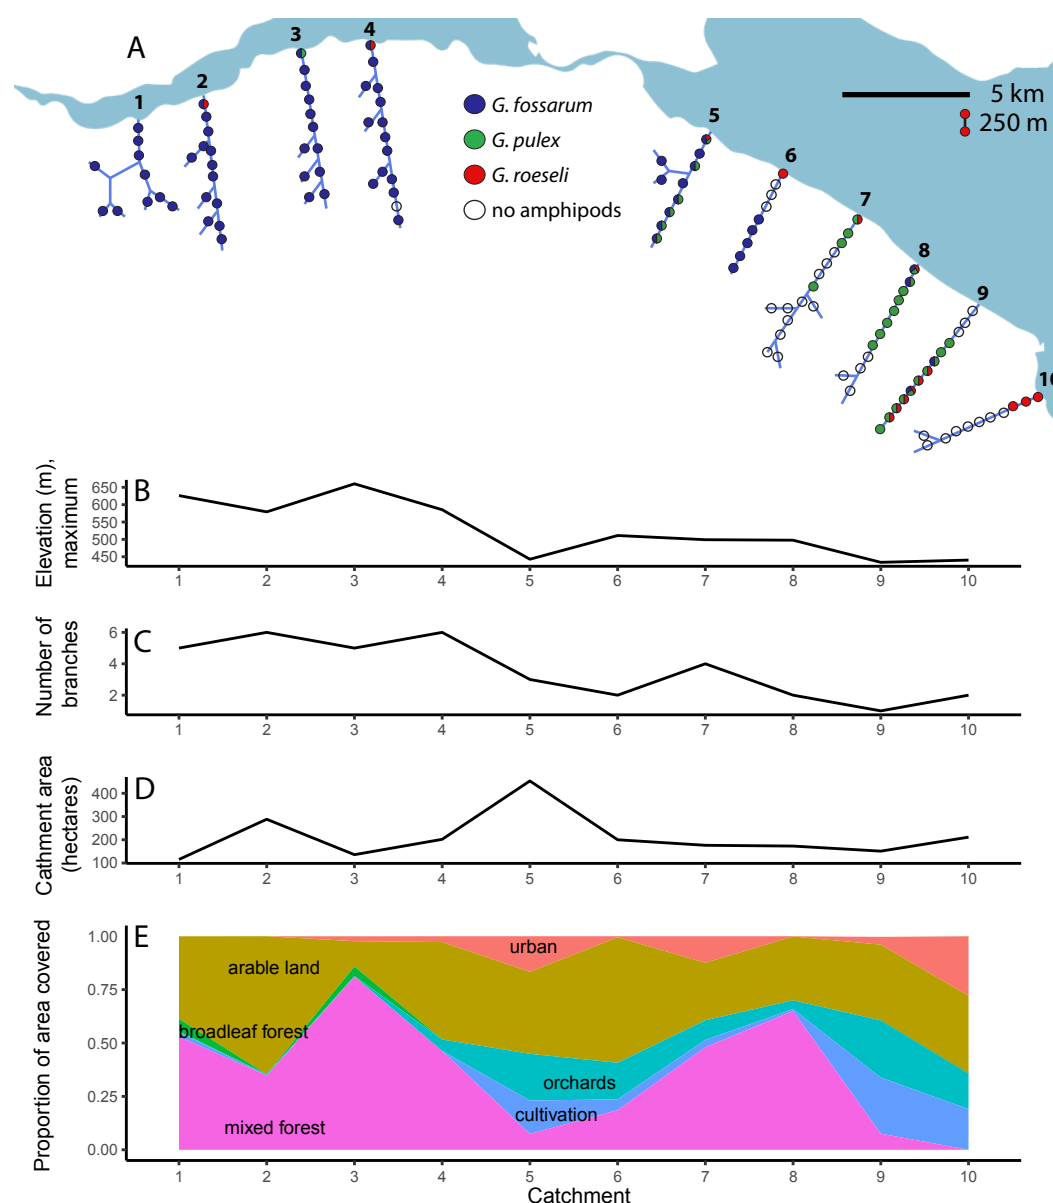 A
1
2
3
4
5
6
7
8
9
10
G. fossarum
G. pulex
G. roeseli
no amphipods
5 km
250 m
B
Elevation (m),
maximum
650
600
550
500
450
1 2 3 4 5 6 7 8 9 10
C
Number of
branches
6
4
2
1 2 3 4 5 6 7 8 9 10
D
Cathment area
(hectares)
400
300
200
100
1 2 3 4 5 6 7 8 9 10
E
Proportion of area covered
1.00
0.75
0.50
0.25
0.00
urban
arable land
broadleaf forest
orchards
cultivation
mixed forest
1 2 3 4 5 6 7 8 9 10
Catchment